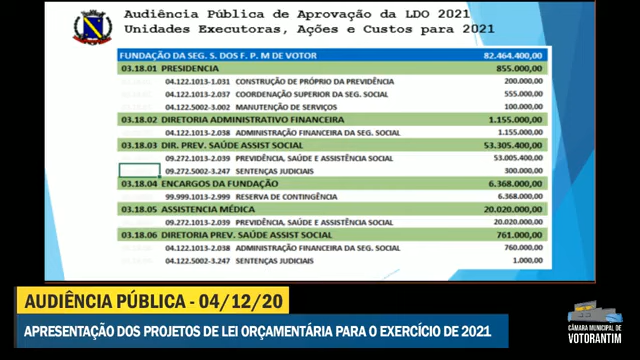 Audiência Pública de Aprovação da LDO 2021
Unidades Executoras, Ações e Custos para 2021
FUNDAÇÃO DA SEG. S. DOS F. P. M DE VOTOR 82.464.400,00
03.18.01 PRESIDENCIA 855.000,00
04.122.1013-1.031 CONSTRUÇÃO DE PRÓPRIO DA PREVIDÊNCIA 200.000,00
04.122.1013-2.037 COORDENAÇÃO SUPERIOR DA SEG. SOCIAL 555.000,00
04.122.5002-3.002 MANUTENÇÃO DE SERVIÇOS 100.000,00
03.18.02 DIRETORIA ADMINISTRATIVO FINANCEIRA 1.155.000,00
04.122.1013-2.038 ADMINISTRAÇÃO FINANCEIRA DA SEG. SOCIAL 1.155.000,00
03.18.03 DIR. PREV. SAÚDE ASSIST SOCIAL 53.305.400,00
09.272.1013-2.039 PREVIDÊNCIA, SAÚDE E ASSISTÊNCIA SOCIAL 53.005.400,00
09.272.5002-3.247 SENTENÇAS JUDICIAIS 300.000,00
03.18.04 ENCARGOS DA FUNDAÇÃO 6.368.000,00
99.999.1013-2.999 RESERVA DE CONTINGÊNCIA 6.368.000,00
03.18.05 ASSISTENCIA MÉDICA 20.020.000,00
09.272.1013-2.039 PREVIDÊNCIA, SAÚDE E ASSISTÊNCIA SOCIAL 20.020.000,00
03.18.06 DIRETORIA PREV. SAÚDE ASSIST SOCIAL 761.000,00
04.122.1013-2.038 ADMINISTRAÇÃO FINANCEIRA DA SEG. SOCIAL 760.000,00
04.122.5002-3.247 SENTENÇAS JUDICIAIS 1.000,00
AUDIÊNCIA PÚBLICA - 04/12/20
APRESENTAÇÃO DOS PROJETOS DE LEI ORÇAMENTÁRIA PARA O EXERCÍCIO DE 2021
CÂMARA MUNICIPAL DE
VOTORANTIM